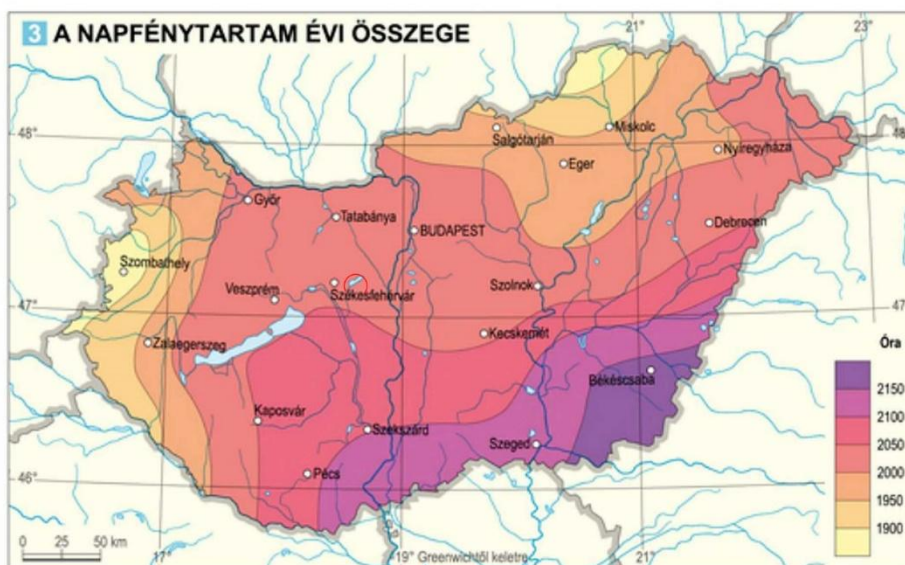 3 A NAPFÉNYTARTAM ÉVI ÖSSZEGE
21°
23°
48°
Salgótarján
Miskolc
Eger
Nyíregyháza
Győr
Tatabánya
BUDAPEST
Debrecen
Szombathely
Veszprém
Székesfehérvár
Szolnok
47°
47
Zalaegerszeg
Kecskemét
Óra
Békéscsaba
2150
2100
2050
2000
1950
1900
Kaposvár
Szekszárd
Szeged
Pécs
46°
0 25 50 km
17°
19° Greenwichtől keletre
21°